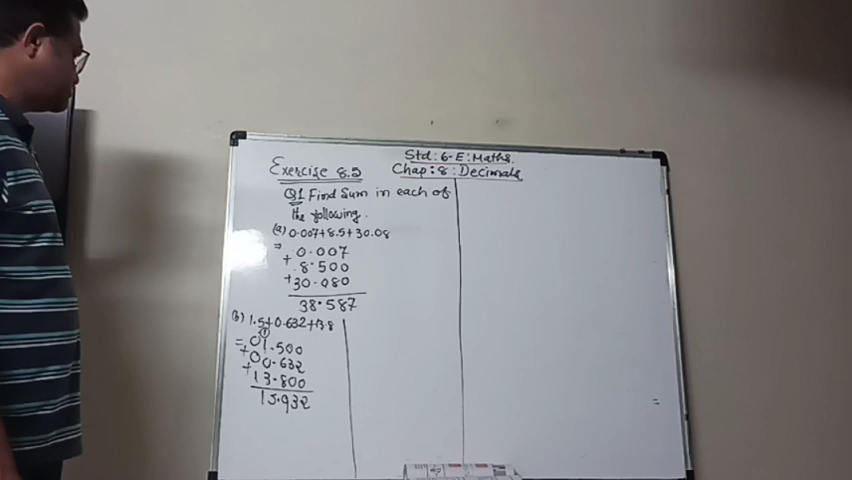 Std: 6-E: Maths.
Chap: 8: Decimals
Exercise 8.5
Q1 Find Sum in each of
the following.
(a) 0.007+8.5+30.08
⇒ 0.007
+ 8.500
+30.080
38.587
(b) 1.5+0.632+13.8
1
= 01.500
+00.632
+13.800
15.932
=